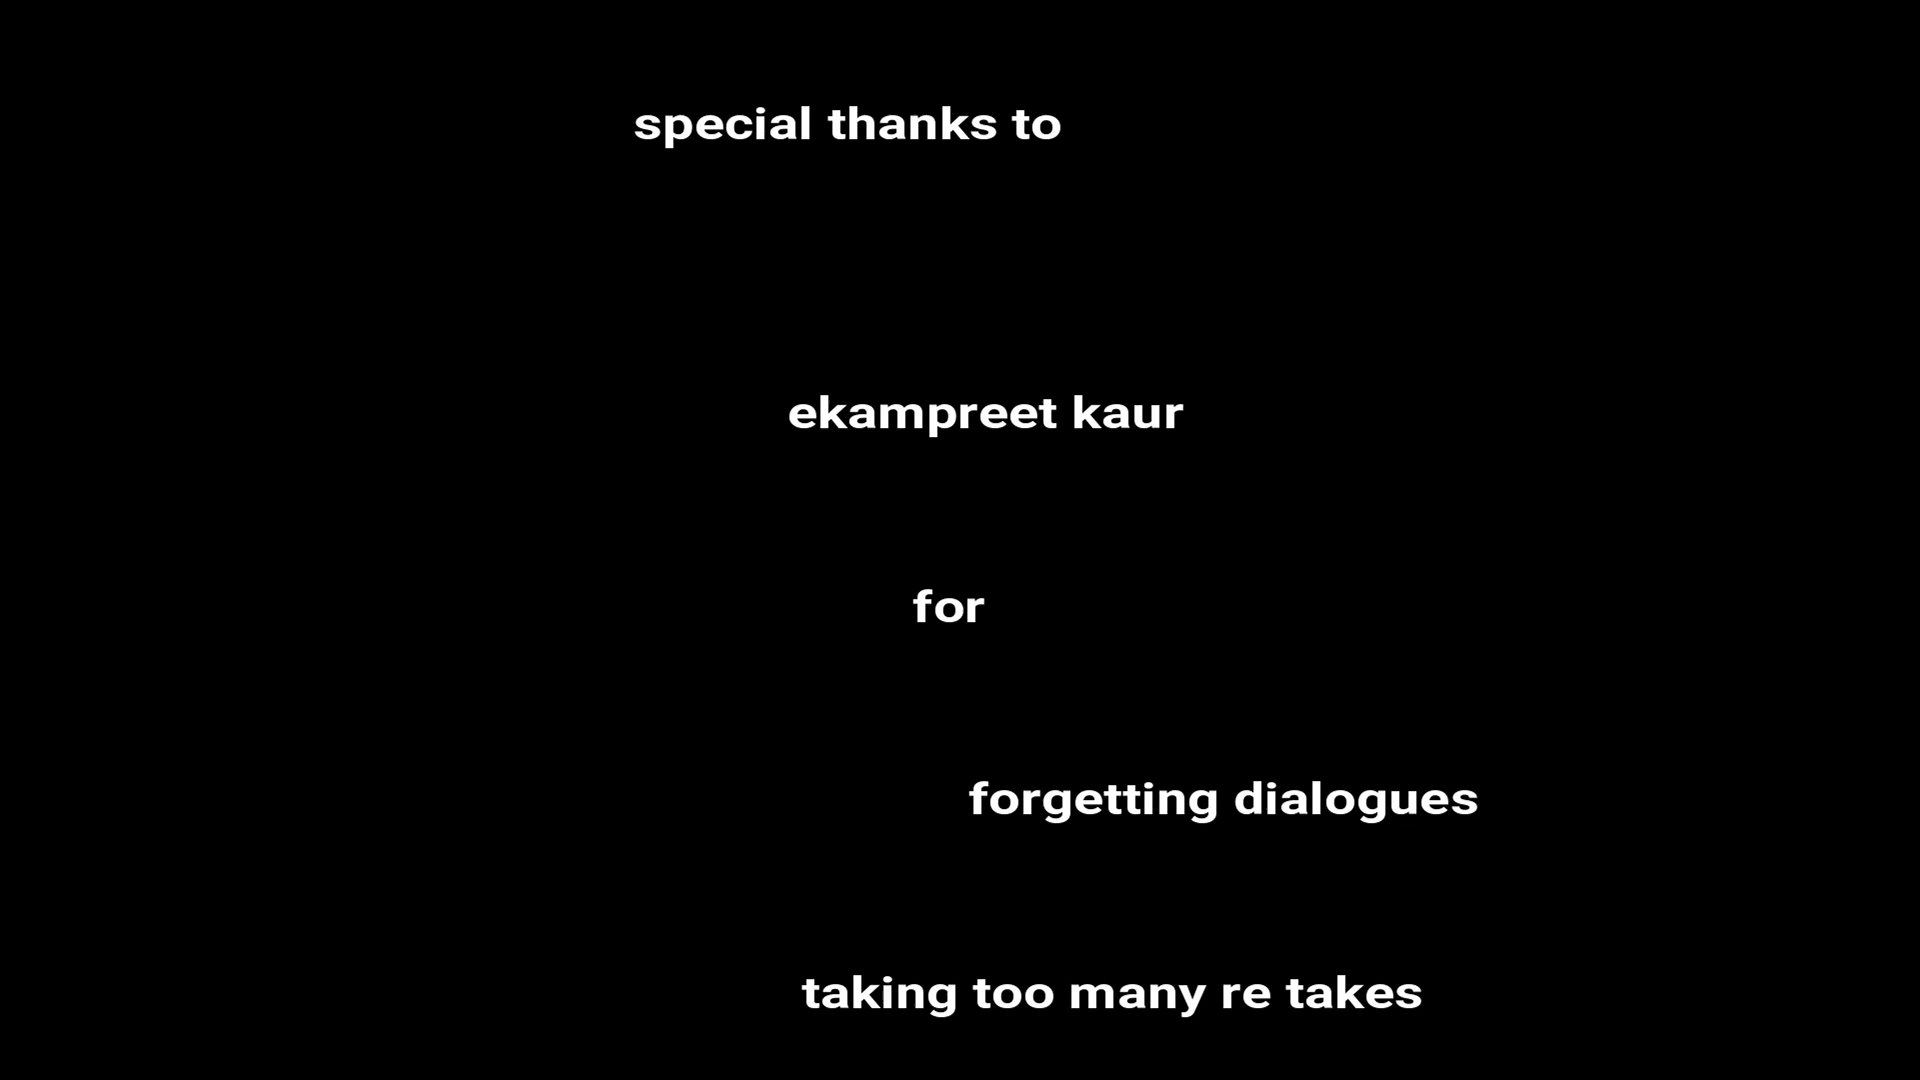 special thanks to
ekampreet kaur
for
forgetting dialogues
taking too many re takes